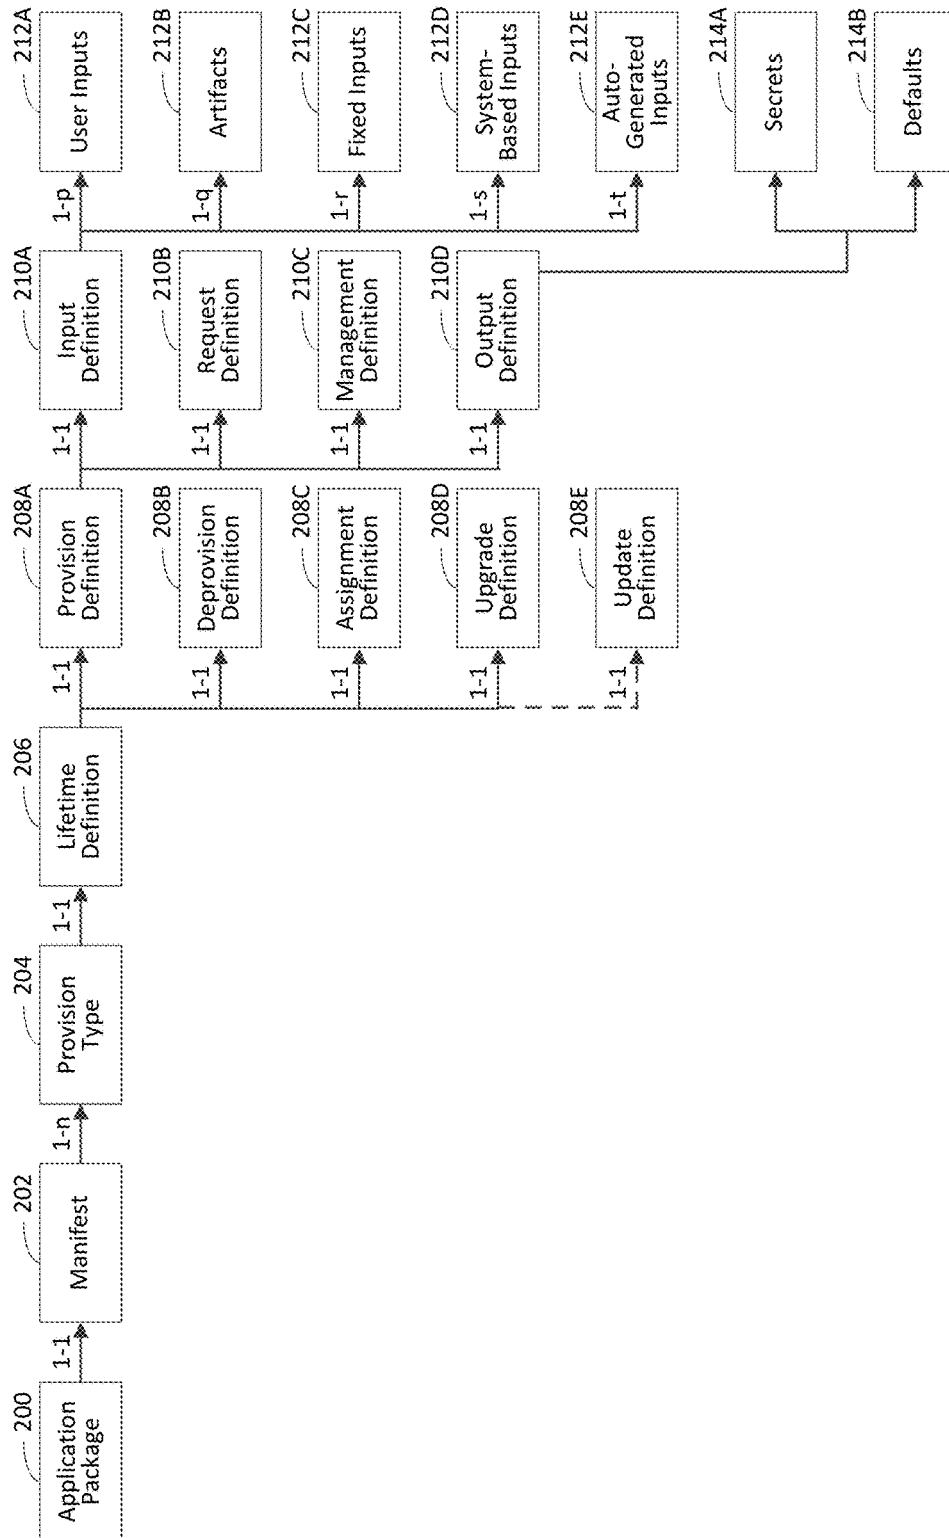 200
Application
Package
1-1
202
Manifest
1-n
204
Provision
Type
1-1
206
Lifetime
Definition
1-1
208A
Provision
Definition
1-1
208B
Deprovision
Definition
1-1
208C
Assignment
Definition
1-1
208D
Upgrade
Definition
1-1
208E
Update
Definition
1-1
210A
Input
Definition
1-1
210B
Request
Definition
1-1
210C
Management
Definition
1-1
210D
Output
Definition
1-p
212A
User Inputs
1-q
212B
Artifacts
1-r
212C
Fixed Inputs
1-s
212D
System-
Based Inputs
1-t
212E
Auto-
Generated
Inputs
214A
Secrets
214B
Defaults